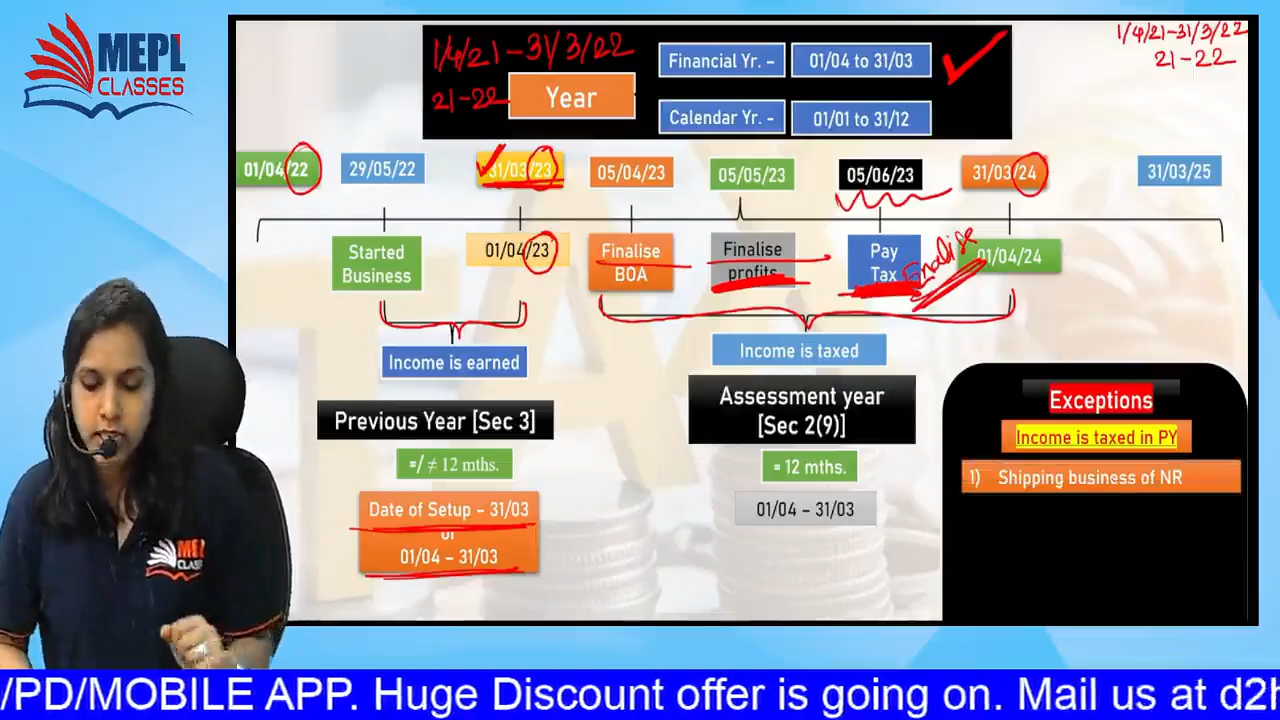 MEPL
CLASSES
1/4/21 - 31/3/22
21-22
Year
Financial Yr. -
01/04 to 31/03
Calendar Yr. -
01/01 to 31/12
1/4/21-31/3/22
21-22
01/04/22
29/05/22
31/03/23
05/04/23
05/05/23
05/06/23
31/03/24
31/03/25
Started
Business
01/04/23
Finalise
BOA
Finalise
profits
Pay
Tax
Finalise
01/04/24
Income is earned
Income is taxed
Previous Year [Sec 3]
=/ ≠ 12 mths.
Date of Setup - 31/03
or
01/04 - 31/03
Assessment year
[Sec 2(9)]
= 12 mths.
01/04 - 31/03
Exceptions
Income is taxed in PY
1) Shipping business of NR
MEPL
CLASSES
/PD/MOBILE APP. Huge Discount offer is going on. Mail us at d2h